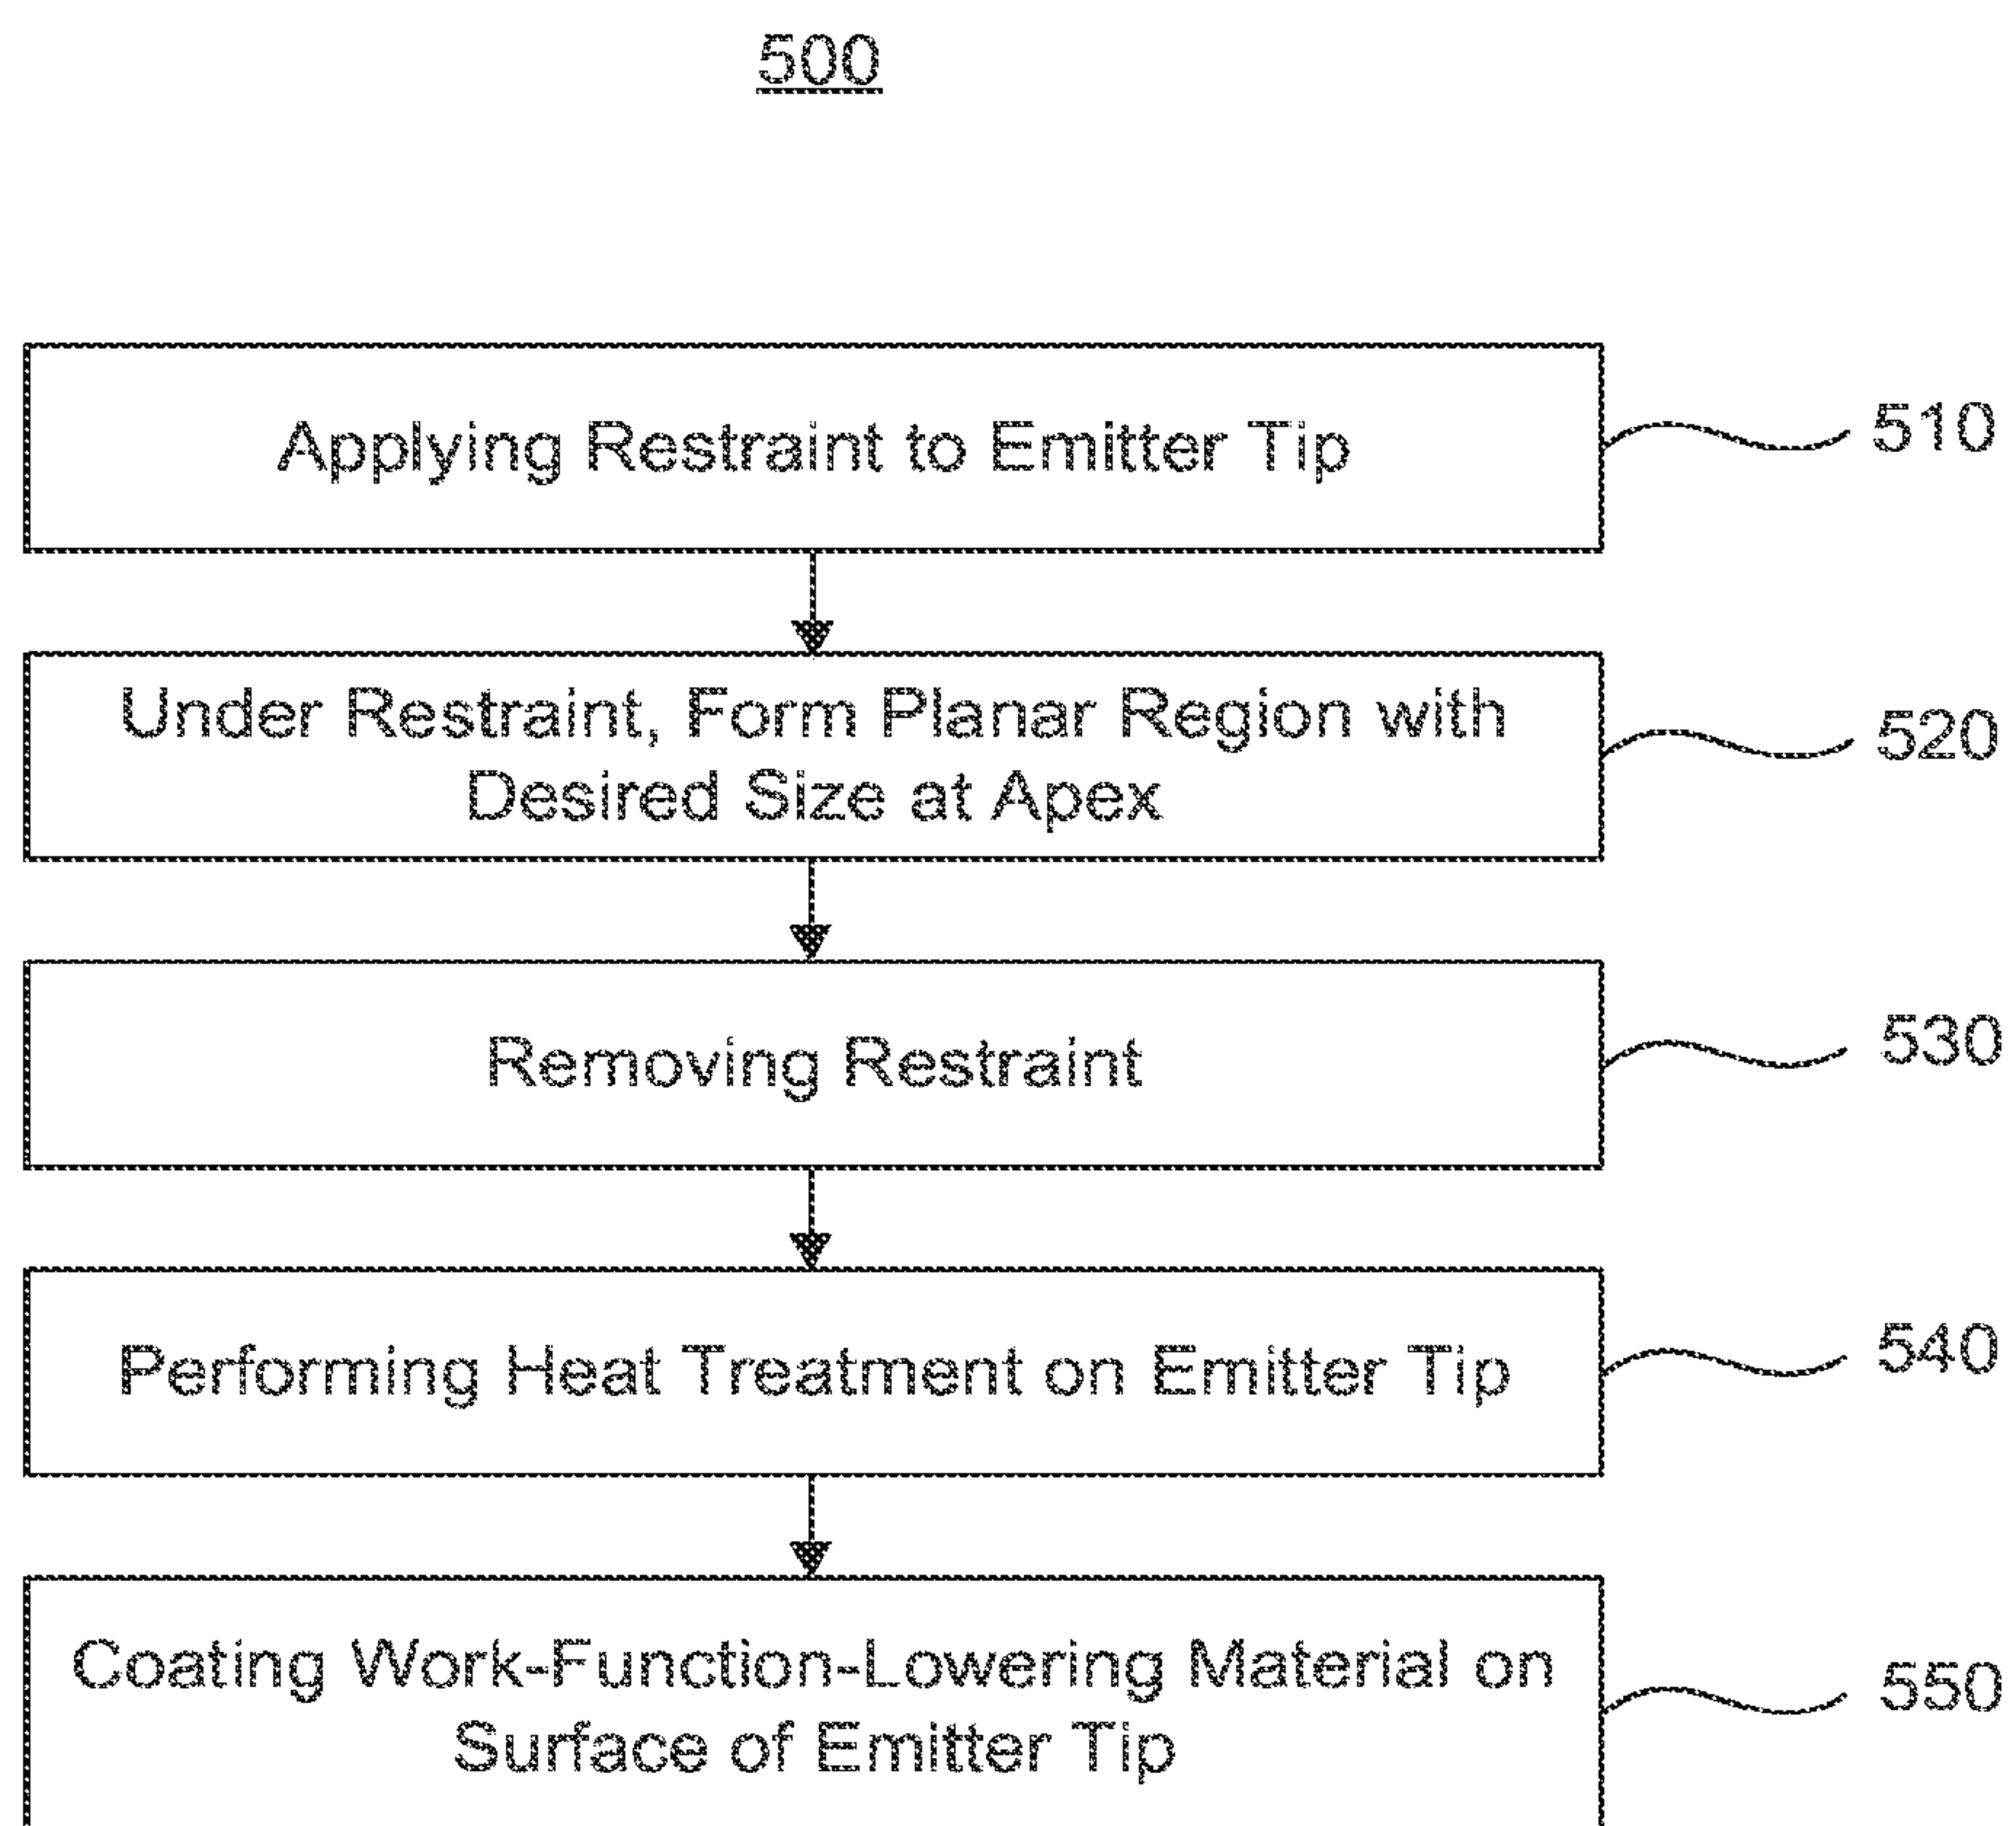 500
Applying Restraint to Emitter Tip
510
Under Restraint, Form Planar Region with
Desired Size at Apex
520
Removing Restraint
530
Performing Heat Treatment on Emitter Tip
540
Coating Work-Function-Lowering Material on
Surface of Emitter Tip
550